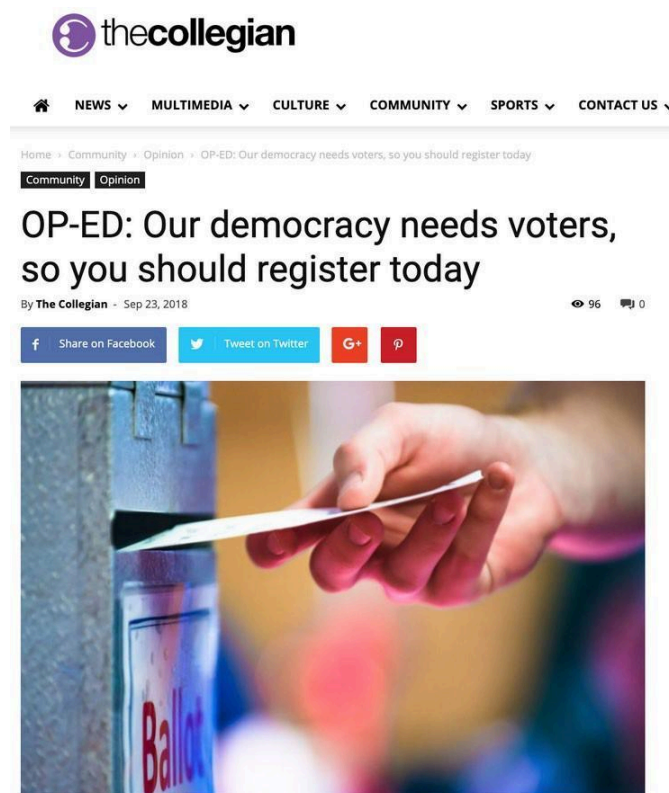 thecollegian
NEWS MULTIMEDIA CULTURE COMMUNITY SPORTS CONTACT US
Home › Community › Opinion › OP-ED: Our democracy needs voters, so you should register today
Community Opinion
OP-ED: Our democracy needs voters,
so you should register today
By The Collegian - Sep 23, 2018 96 0
f Share on Facebook Tweet on Twitter G+
Ballot